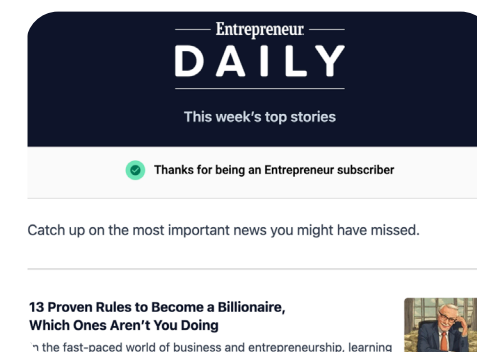 Entrepreneur
DAILY
This week's top stories
Thanks for being an Entrepreneur subscriber
Catch up on the most important news you might have missed.
13 Proven Rules to Become a Billionaire,
Which Ones Aren't You Doing
the fast-paced world of business and entrepreneurship, learning